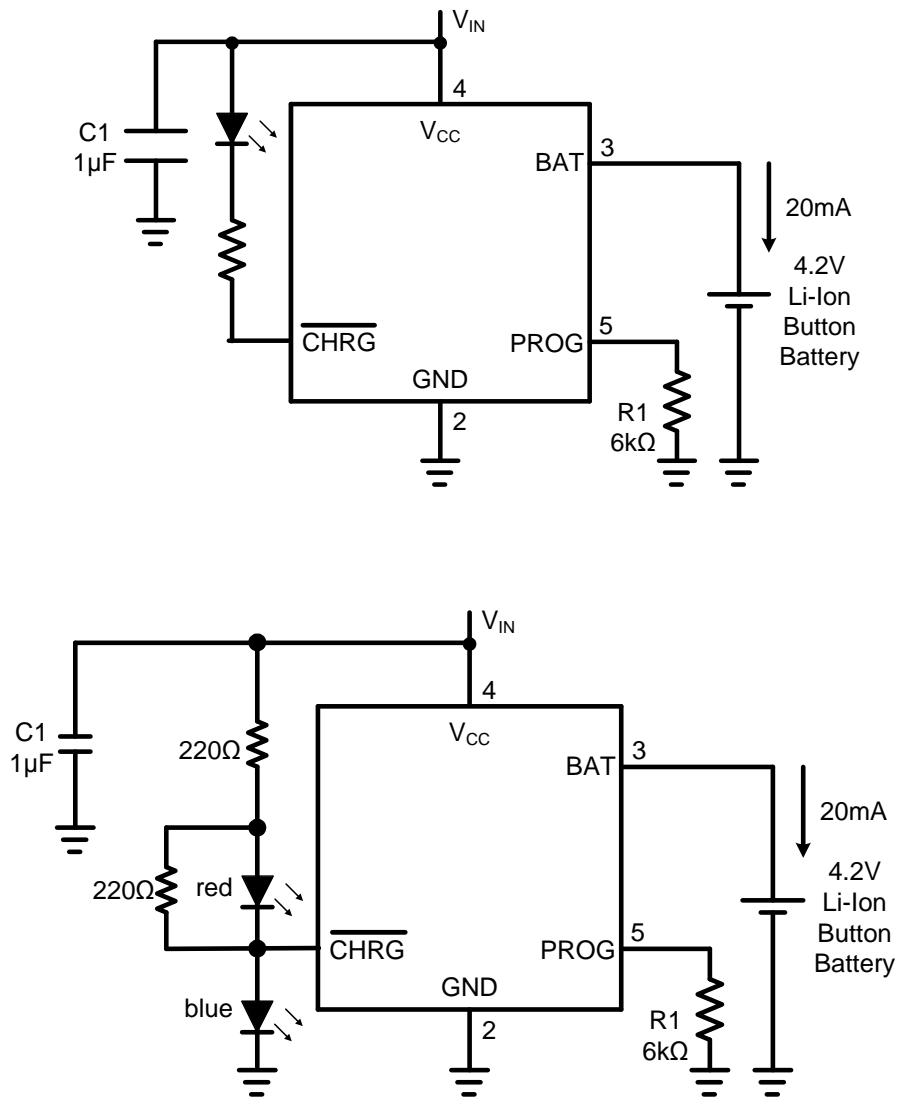 V_IN
4
C1
1µF
V_CC
BAT
3
20mA
4.2V
Li-Ion
Button
Battery
CHRG
PROG
5
GND
2
R1
6kΩ
V_IN
4
C1
1µF
220Ω
V_CC
BAT
3
20mA
220Ω
red
4.2V
Li-Ion
Button
Battery
CHRG
PROG
5
blue
GND
2
R1
6kΩ